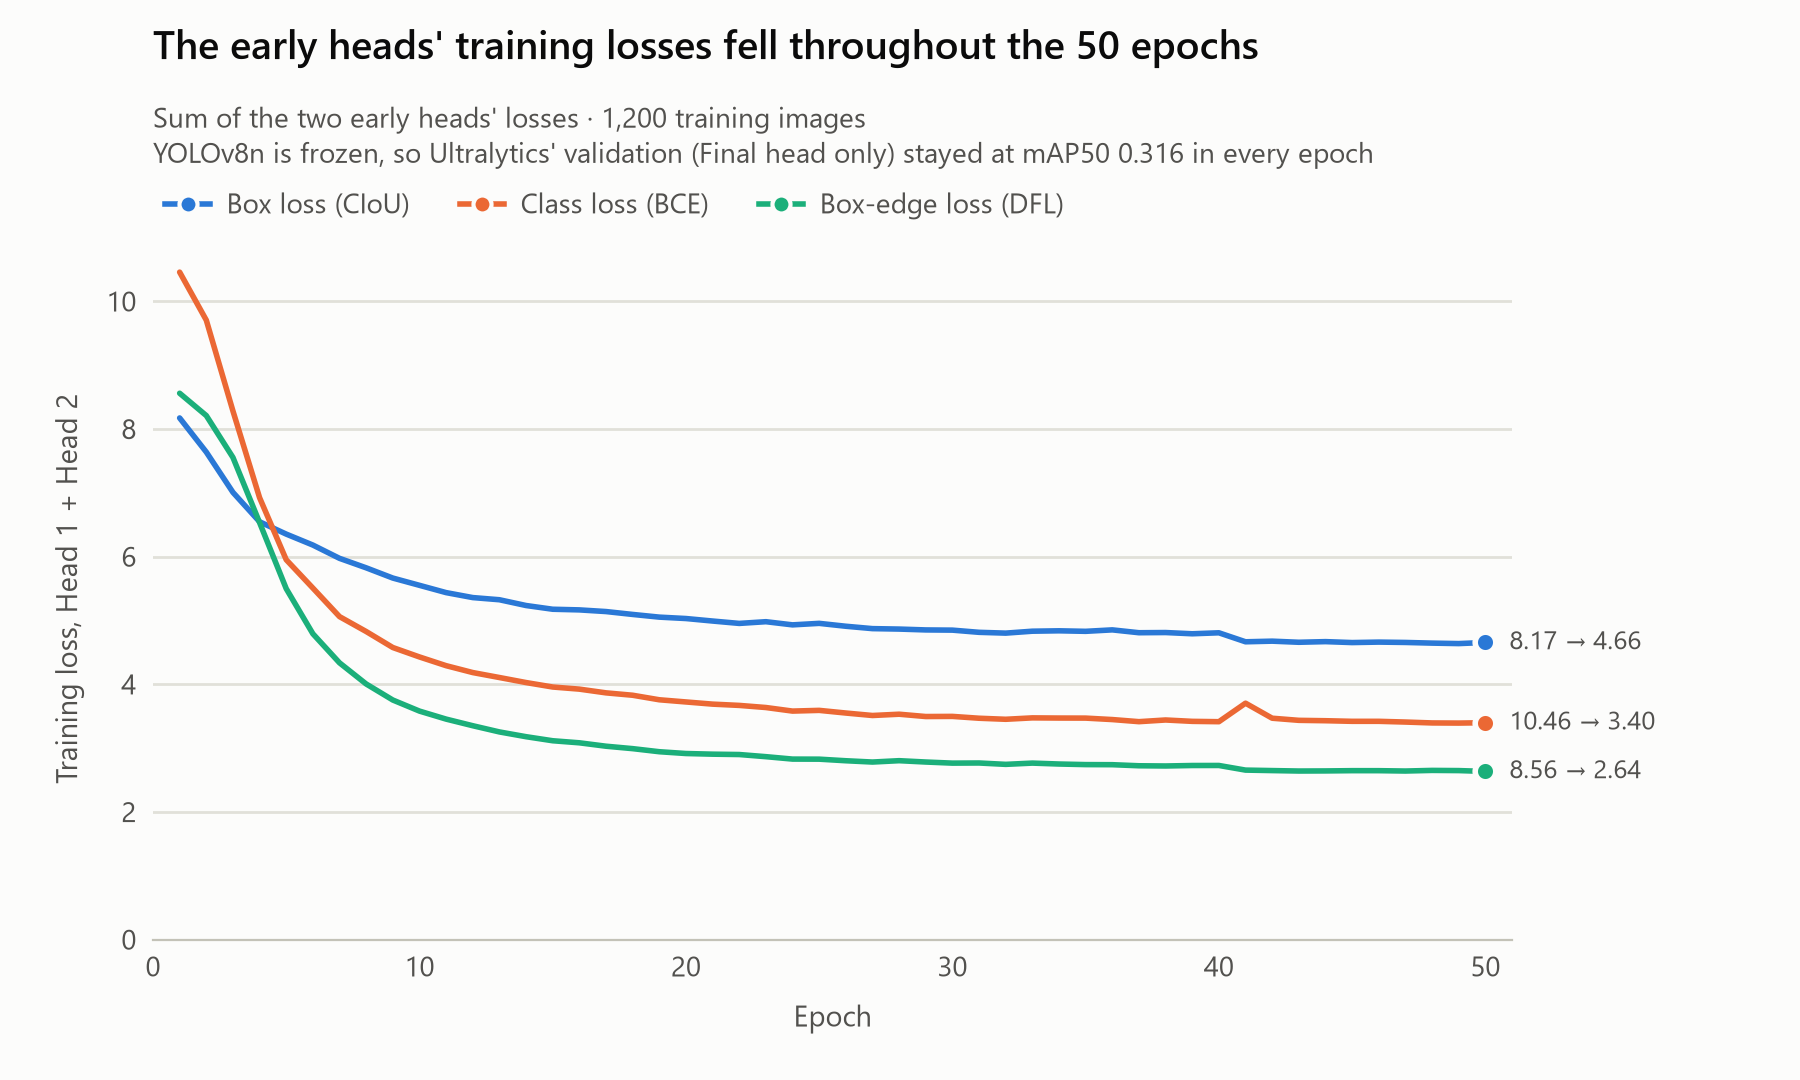 The early heads' training losses fell throughout the 50 epochs
Sum of the two early heads' losses · 1,200 training images
YOLOv8n is frozen, so Ultralytics' validation (Final head only) stayed at mAP50 0.316 in every epoch
Box loss (CIoU)
Class loss (BCE)
Box-edge loss (DFL)
Training loss, Head 1 + Head 2
10
8
6
4
2
0
8.17 → 4.66
10.46 → 3.40
8.56 → 2.64
0
10
20
30
40
50
Epoch